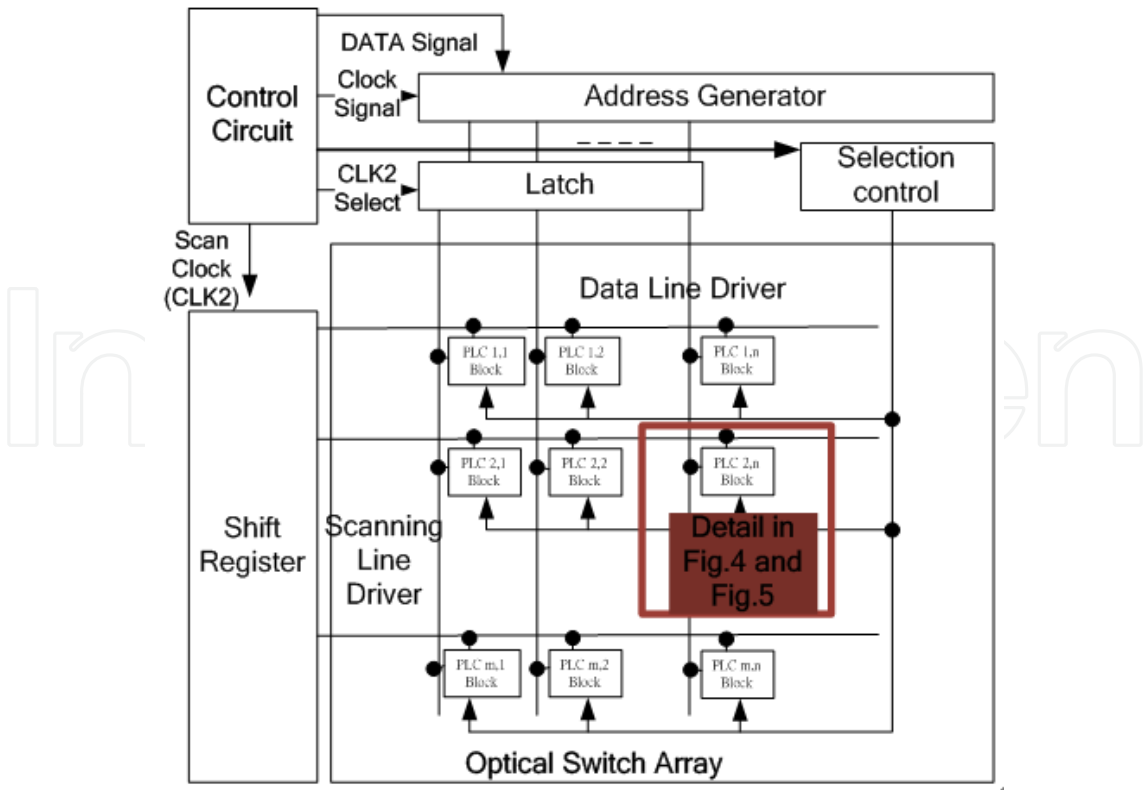 DATA Signal
Control
Circuit
Clock
Signal
Address Generator
CLK2
Select
Latch
Selection
control
Scan
Clock
(CLK2)
Data Line Driver
PLC 1,1
Block
PLC 1,2
Block
PLC 1,n
Block
PLC 2,1
Block
PLC 2,2
Block
PLC 2,n
Block
Shift
Register
Scanning
Line
Driver
Detail in
Fig.4 and
Fig.5
PLC m,1
Block
PLC m,2
Block
PLC m,n
Block
Optical Switch Array